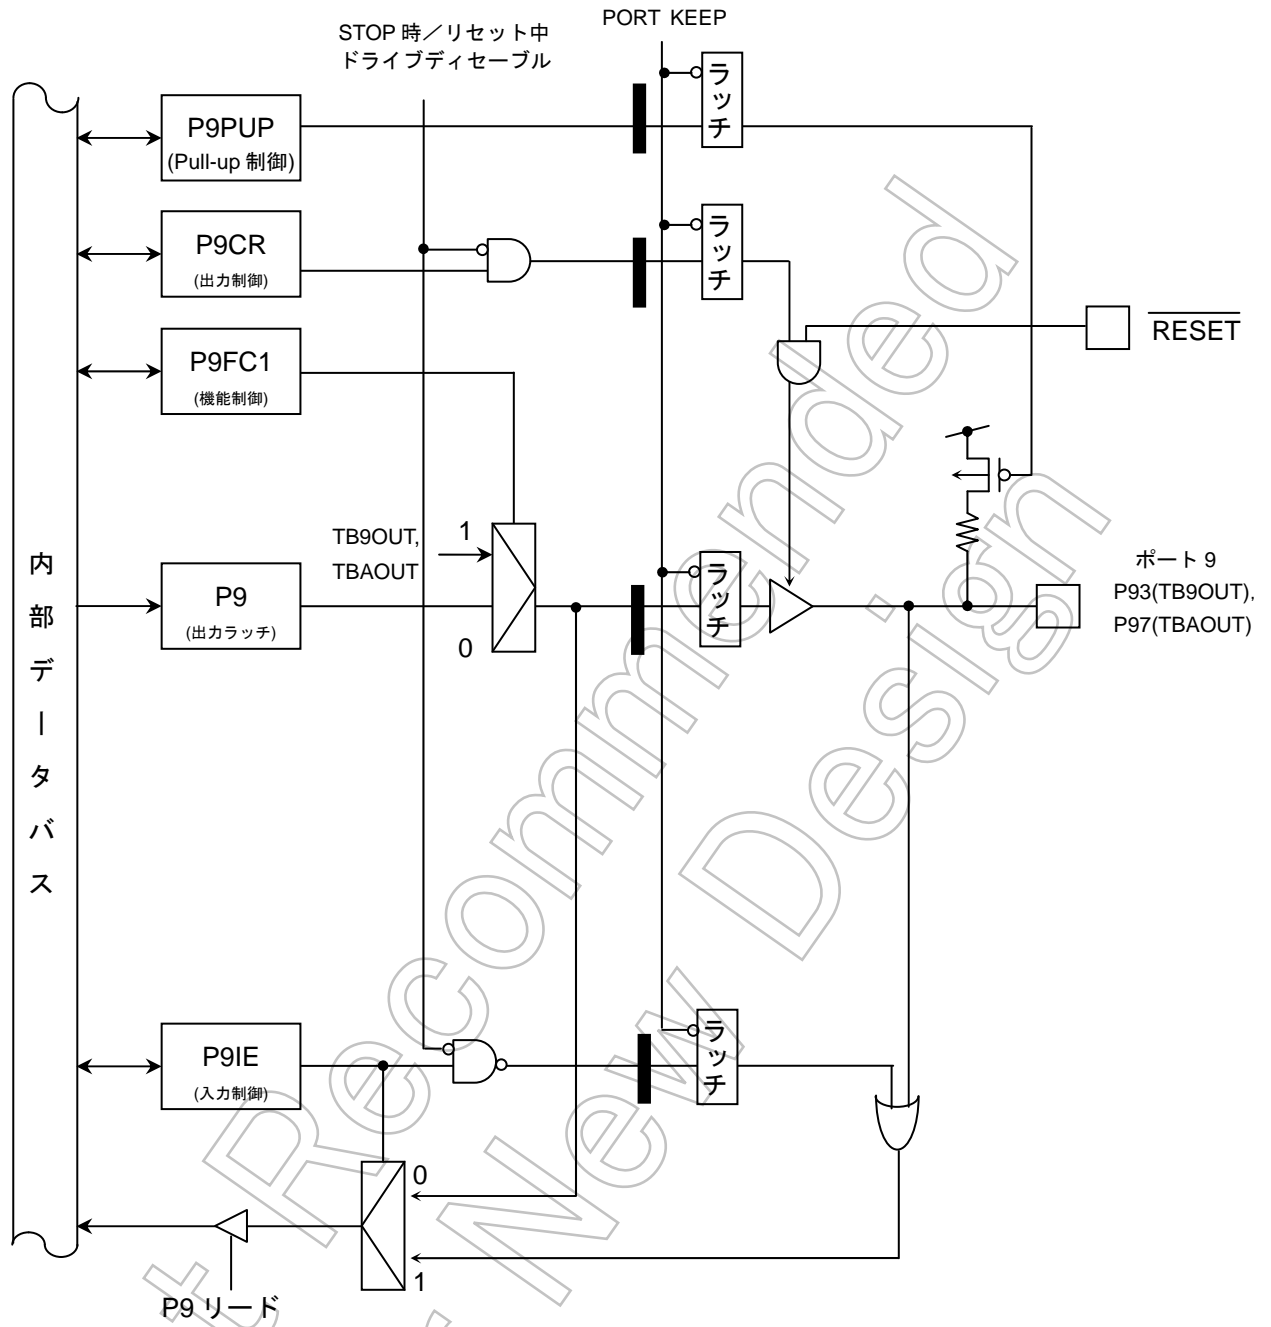 PORT KEEP
STOP 時／リセット中
ドライブディセーブル
ラッチ
P9PUP
(Pull-up 制御)
ラッチ
P9CR
(出力制御)
RESET
P9FC1
(機能制御)
内部データバス
TB9OUT,
TBAOUT
1
0
ラッチ
P9
(出力ラッチ)
ポート 9
P93(TB9OUT),
P97(TBAOUT)
ラッチ
P9IE
(入力制御)
0
1
P9 リード
t Recommended
New Design